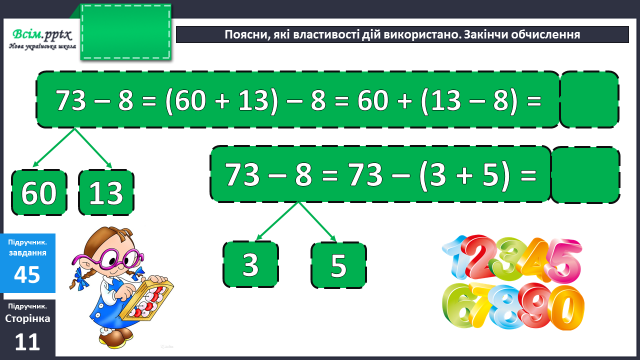 Всім.pptx
Нова українська школа
Поясни, які властивості дій використано. Закінчи обчислення
73 – 8 = (60 + 13) – 8 = 60 + (13 – 8) =
60 13
73 – 8 = 73 – (3 + 5) =
3 5
Підручник.
завдання
45
Підручник.
Сторінка
11
12345
67890